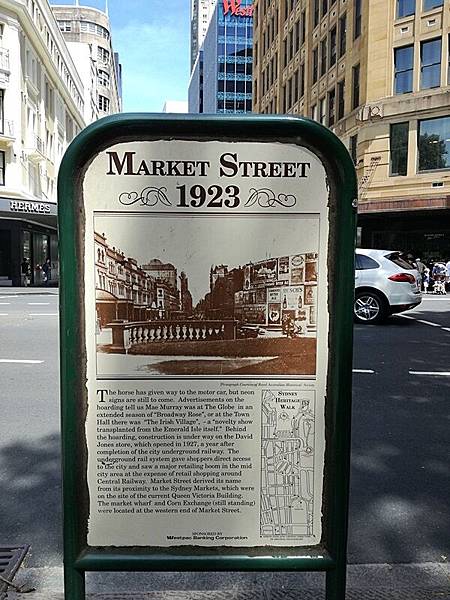 West
HERMES
MARKET STREET
1923
Photograph Courtesy of Royal Australian Historical Society
The horse has given way to the motor car, but neon
signs are still to come. Advertisements on the
hoarding tell us Mae Murray was at The Globe in an
extended season of "Broadway Rose", or at the Town
Hall there was "The Irish Village", - a "novelty show
transplanted from the Emerald Isle itself." Behind
the hoarding, construction is under way on the David
Jones store, which opened in 1927, a year after
completion of the city underground railway. The
underground rail system gave shoppers direct access
to the city and saw a major retailing boom in the mid
city area at the expense of retail shopping around
Central Railway. Market Street derived its name
from its proximity to the Sydney Markets, which were
on the site of the current Queen Victoria Building.
The market wharf and Corn Exchange (still standing)
were located at the western end of Market Street.
SYDNEY
HERITAGE
WALK
SPONSORED BY
Westpac Banking Corporation